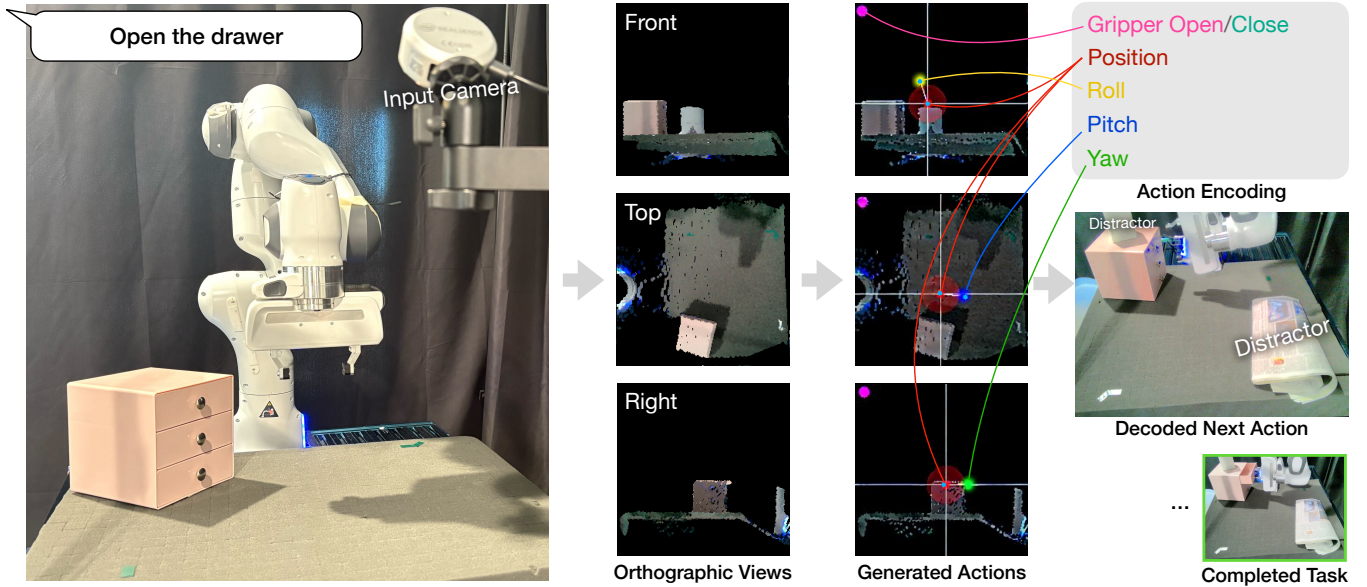 Open the drawer
REALSENSE
Input Camera
Front
Top
Right
Orthographic Views
Generated Actions
Gripper Open/Close
Position
Roll
Pitch
Yaw
Action Encoding
Distractor
Distractor
Decoded Next Action
...
Completed Task